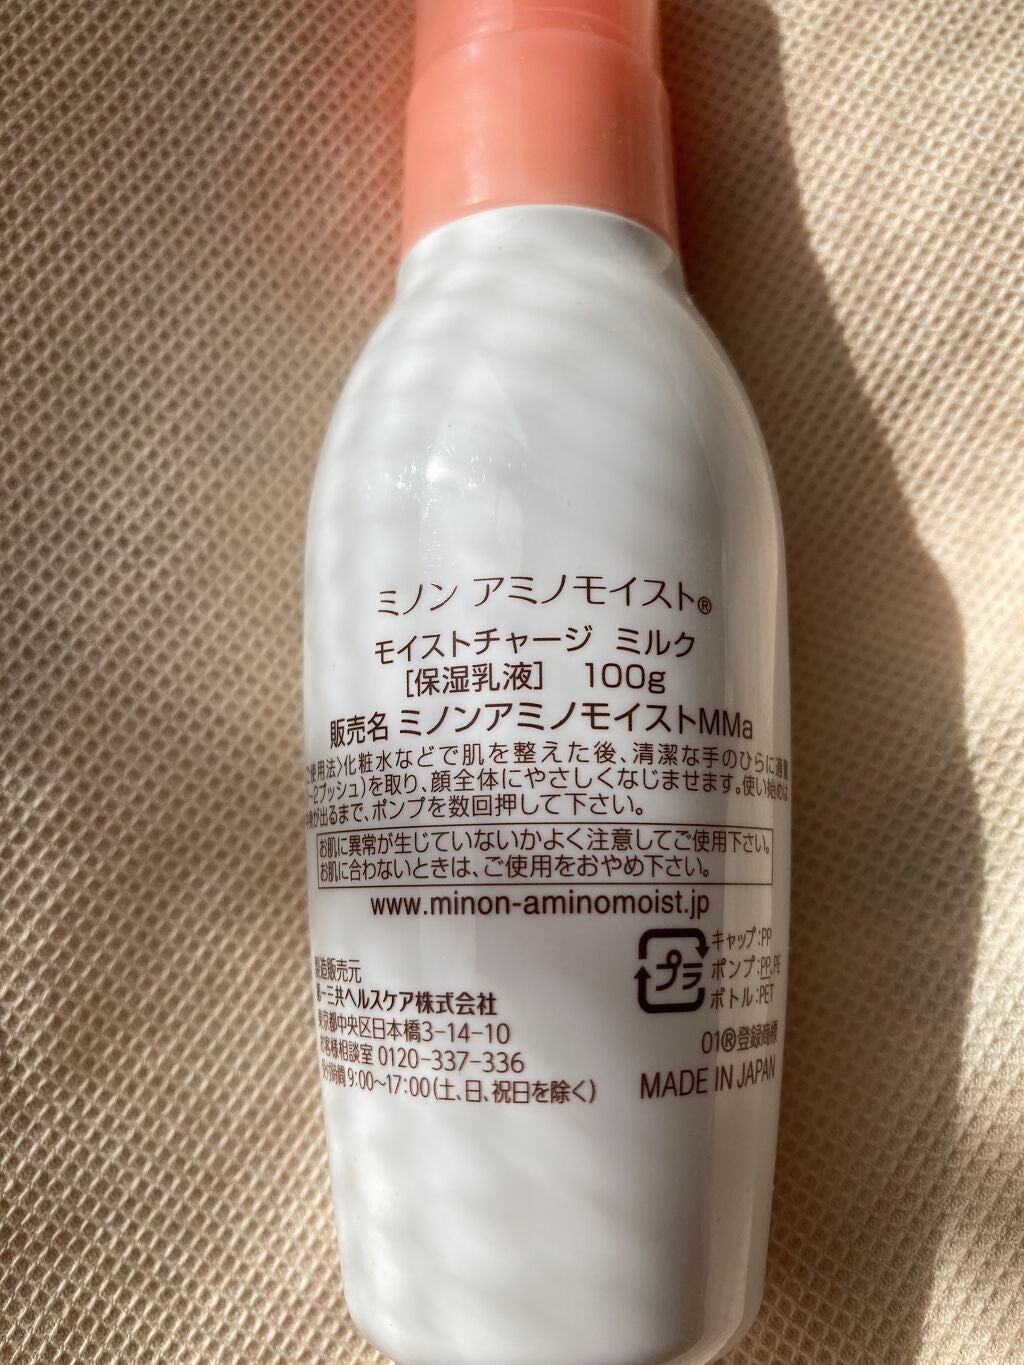 ミノン アミノモイスト®
モイストチャージ ミルク
[保湿乳液] 100g
販売名 ミノンアミノモイストMMa
使用法〉化粧水などで肌を整えた後、清潔な手のひらに適量
～2プッシュ)を取り、顔全体にやさしくなじませます。使い始めは
が出るまで、ポンプを数回押して下さい。
お肌に異常が生じていないかよく注意してご使用下さい。
お肌に合わないときは、ご使用をおやめ下さい。
www.minon-aminomoist.jp
プラ
キャップ:PP
ポンプ:PP,PE
ボトル:PET
製造販売元
第一三共ヘルスケア株式会社
東京都中央区日本橋3-14-10
お客様相談室 0120-337-336
受付時間 9:00～17:00(土、日、祝日を除く)
01®登録商標
MADE IN JAPAN